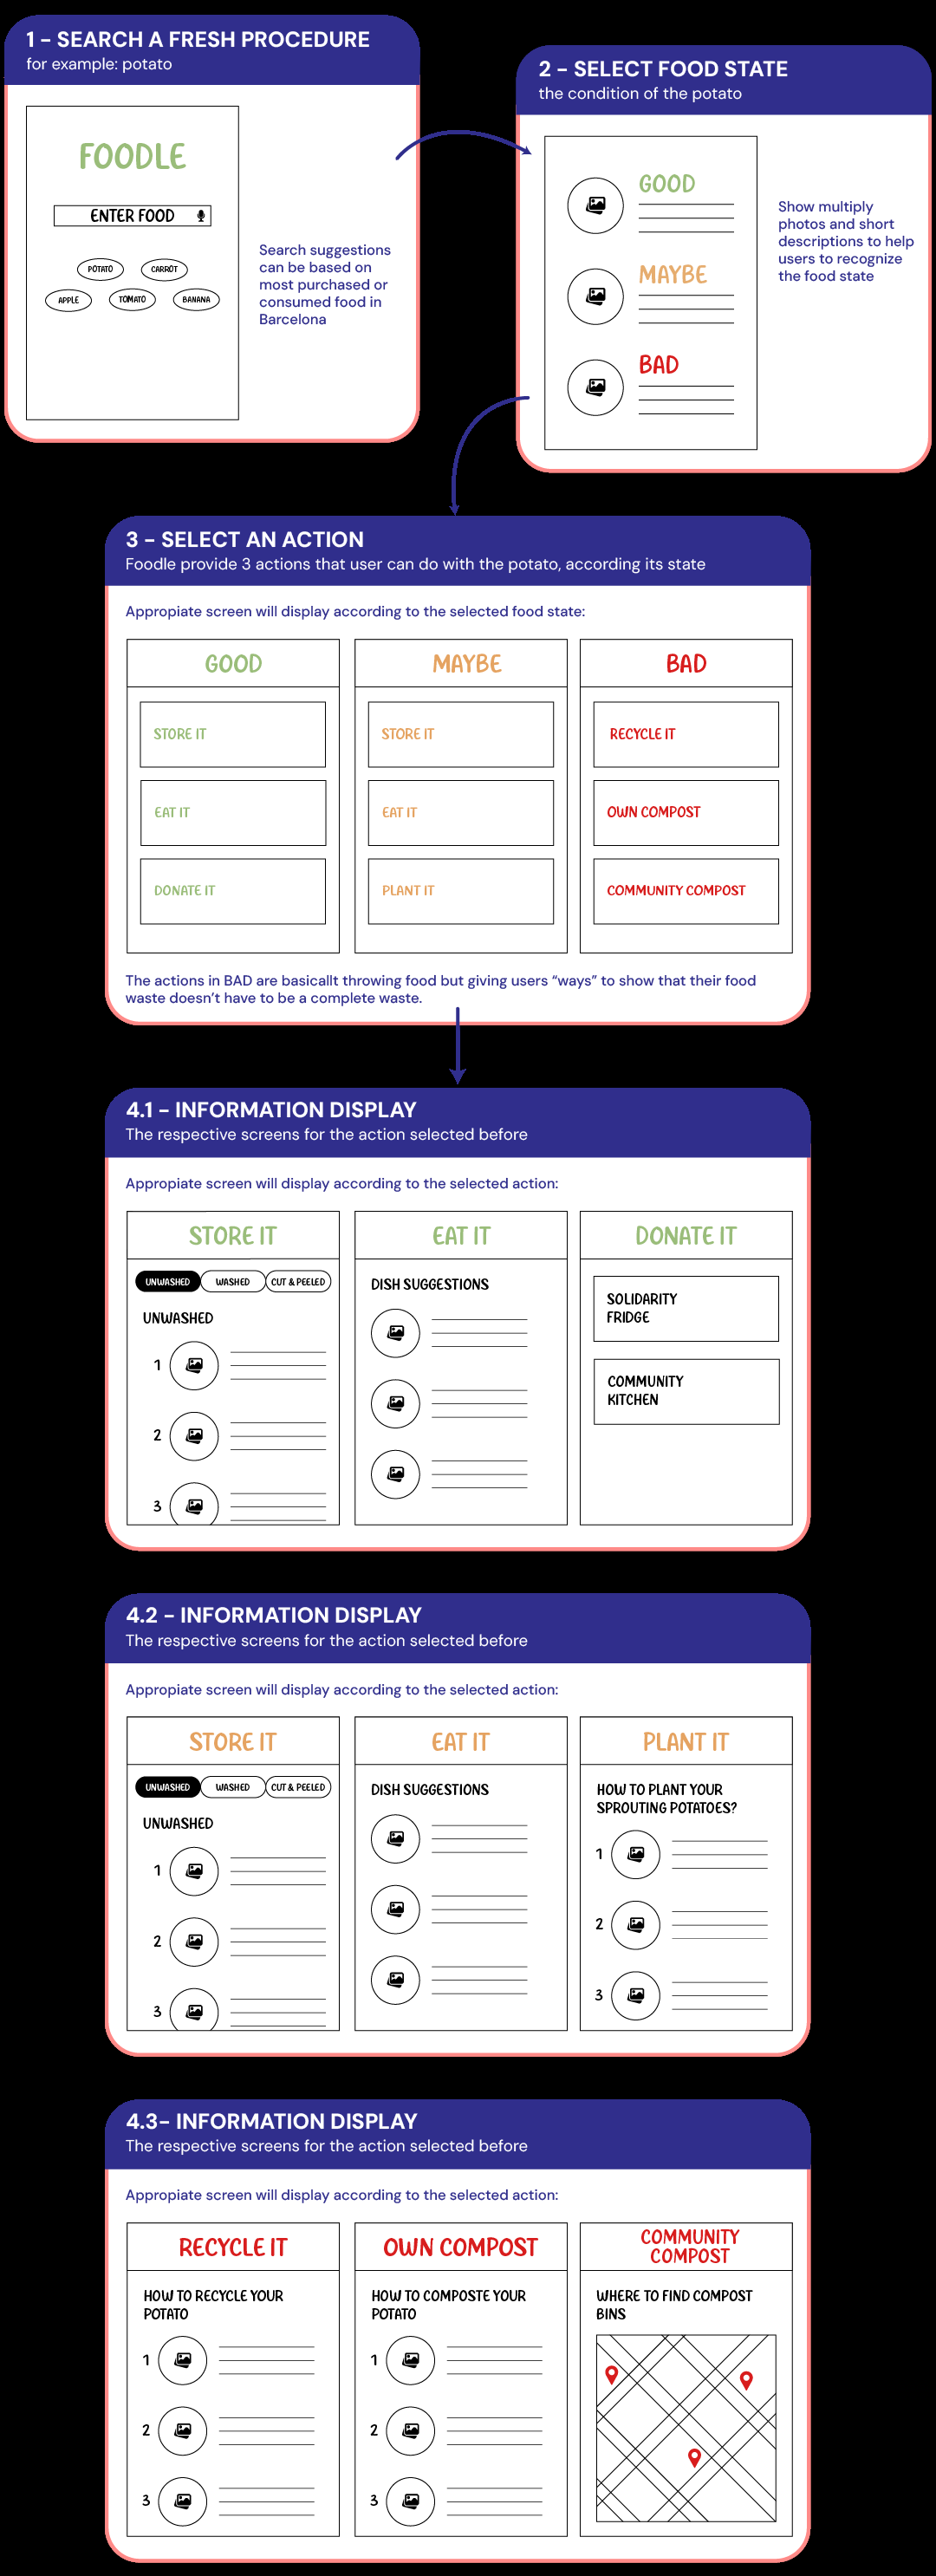 1 - SEARCH A FRESH PROCEDURE
for example: potato
FOODLE
ENTER FOOD
POTATO
CARROT
APPLE
TOMATO
BANANA
Search suggestions
can be based on
most purchased or
consumed food in
Barcelona
2 - SELECT FOOD STATE
the condition of the potato
GOOD
MAYBE
BAD
Show multiply
photos and short
descriptions to help
users to recognize
the food state
3 - SELECT AN ACTION
Foodle provide 3 actions that user can do with the potato, according its state
Appropiate screen will display according to the selected food state:
GOOD
STORE IT
EAT IT
DONATE IT
MAYBE
STORE IT
EAT IT
PLANT IT
BAD
RECYCLE IT
OWN COMPOST
COMMUNITY COMPOST
The actions in BAD are basicallt throwing food but giving users “ways” to show that their food
waste doesn’t have to be a complete waste.
4.1 - INFORMATION DISPLAY
The respective screens for the action selected before
Appropiate screen will display according to the selected action:
STORE IT
UNWASHED
WASHED
CUT & PEELED
UNWASHED
1
2
3
EAT IT
DISH SUGGESTIONS
DONATE IT
SOLIDARITY
FRIDGE
COMMUNITY
KITCHEN
4.2 - INFORMATION DISPLAY
The respective screens for the action selected before
Appropiate screen will display according to the selected action:
STORE IT
UNWASHED
WASHED
CUT & PEELED
UNWASHED
1
2
3
EAT IT
DISH SUGGESTIONS
PLANT IT
HOW TO PLANT YOUR
SPROUTING POTATOES?
1
2
3
4.3- INFORMATION DISPLAY
The respective screens for the action selected before
Appropiate screen will display according to the selected action:
RECYCLE IT
HOW TO RECYCLE YOUR
POTATO
1
2
3
OWN COMPOST
HOW TO COMPOSTE YOUR
POTATO
1
2
3
COMMUNITY
COMPOST
WHERE TO FIND COMPOST
BINS